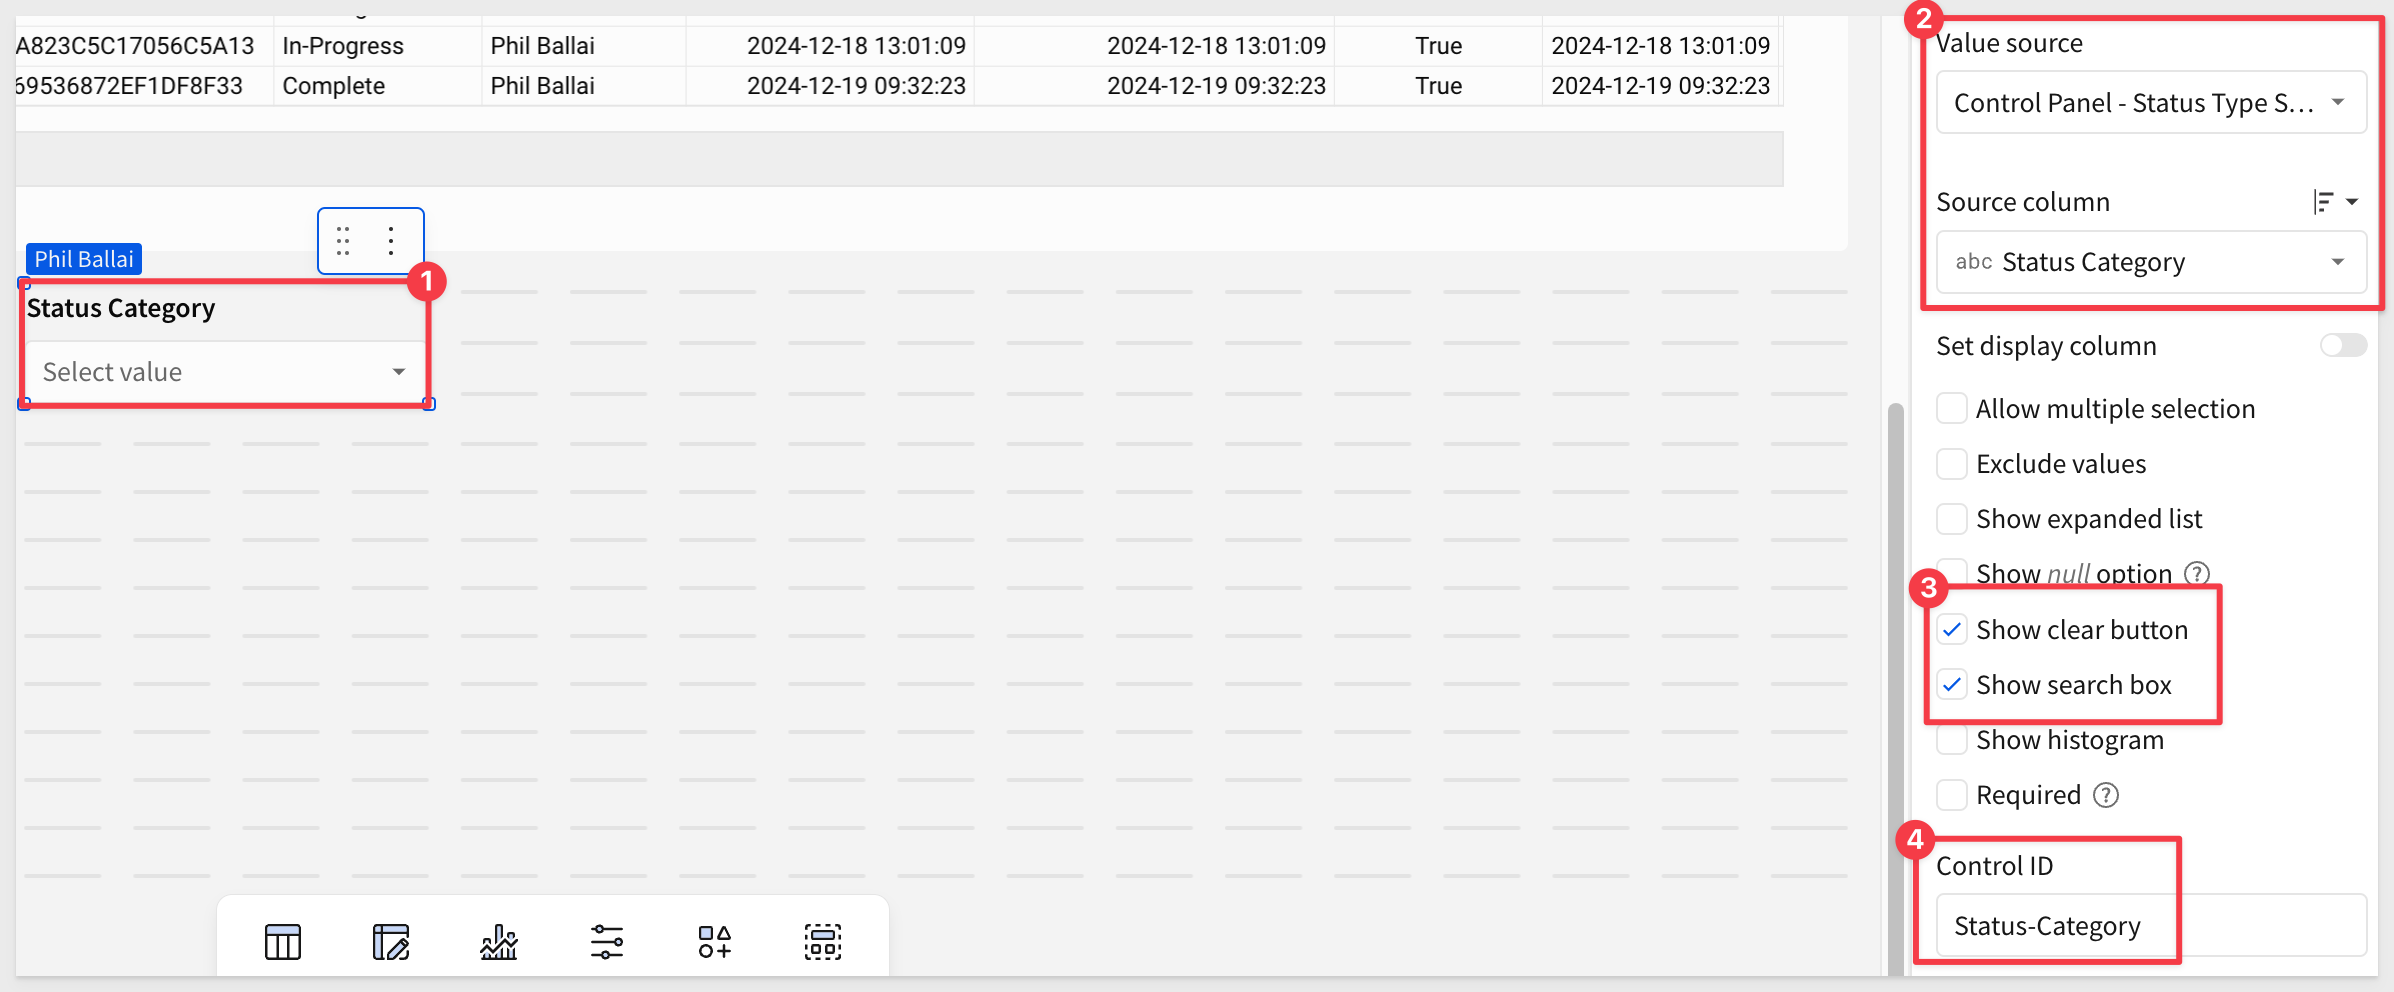 A823C5C17056C5A13 In-Progress Phil Ballai 2024-12-18 13:01:09 2024-12-18 13:01:09 True 2024-12-18 13:01:09
69536872EF1DF8F33 Complete Phil Ballai 2024-12-19 09:32:23 2024-12-19 09:32:23 True 2024-12-19 09:32:23
Phil Ballai
1
Status Category
Select value
2
Value source
Control Panel - Status Type S...
Source column
abc Status Category
Set display column
Allow multiple selection
Exclude values
Show expanded list
Show null option ?
3
Show clear button
Show search box
Show histogram
Required ?
4
Control ID
Status-Category